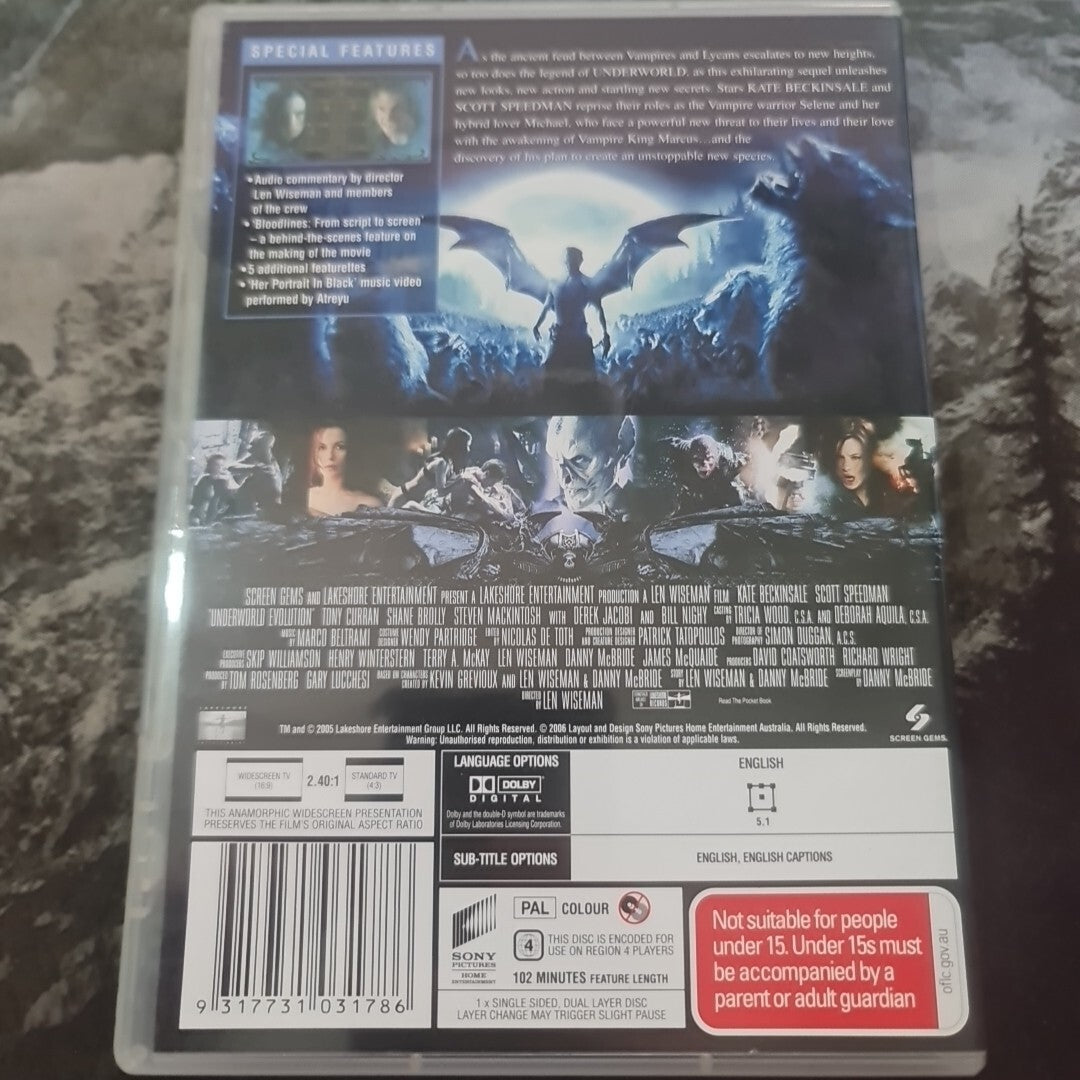 SPECIAL FEATURES
• Audio commentary by director
Len Wiseman and members
of the crew
• 'Bloodlines: From script to screen'
– a behind-the-scenes feature on
the making of the movie
• 5 additional featurettes
• 'Her Portrait In Black' music video
performed by Atreyu
As the ancient feud between Vampires and Lycans escalates to new heights,
so too does the legend of UNDERWORLD, as this exhilarating sequel unleashes
new looks, new action and startling new secrets. Stars KATE BECKINSALE and
SCOTT SPEEDMAN reprise their roles as the Vampire warrior Selene and her
hybrid lover Michael, who face a powerful new threat to their lives and their love
with the awakening of Vampire King Marcus...and the
discovery of his plan to create an unstoppable new species.
SCREEN GEMS AND LAKESHORE ENTERTAINMENT PRESENT A LAKESHORE ENTERTAINMENT PRODUCTION A LEN WISEMAN FILM KATE BECKINSALE SCOTT SPEEDMAN
"UNDERWORLD EVOLUTION" TONY CURRAN SHANE BROLLY STEVEN MACKINTOSH WITH DEREK JACOBI AND BILL NIGHY CASTING BY TRICIA WOOD, C.S.A. AND DEBORAH AQUILA, C.S.A.
MUSIC BY MARCO BELTRAMI COSTUME DESIGNER WENDY PARTRIDGE EDITED BY NICOLAS DE TOTH PRODUCTION DESIGNER AND CREATURE DESIGNER PATRICK TATOPOULOS DIRECTOR OF PHOTOGRAPHY SIMON DUGGAN, A.C.S.
EXECUTIVE PRODUCERS SKIP WILLIAMSON HENRY WINTERSTERN TERRY A. McKAY LEN WISEMAN DANNY McBRIDE JAMES McQUAIDE PRODUCERS DAVID COATSWORTH RICHARD WRIGHT
PRODUCED BY TOM ROSENBERG GARY LUCCHESI BASED ON CHARACTERS CREATED BY KEVIN GREVIOUX AND LEN WISEMAN & DANNY McBRIDE STORY BY LEN WISEMAN & DANNY McBRIDE SCREENPLAY BY DANNY McBRIDE
DIRECTED BY LEN WISEMAN
Read The Pocket Book
LAKESHORE
SCREEN GEMS.
TM and © 2005 Lakeshore Entertainment Group LLC. All Rights Reserved. © 2006 Layout and Design Sony Pictures Home Entertainment Australia. All Rights Reserved.
Warning: Unauthorised reproduction, distribution or exhibition is a violation of applicable laws.
WIDESCREEN TV
(16:9)
2.40:1
STANDARD TV
(4:3)
THIS ANAMORPHIC WIDESCREEN PRESENTATION
PRESERVES THE FILM'S ORIGINAL ASPECT RATIO
LANGUAGE OPTIONS
DOLBY
DIGITAL
Dolby and the double-D symbol are trademarks
of Dolby Laboratories Licensing Corporation.
ENGLISH
5.1
SUB-TITLE OPTIONS
ENGLISH, ENGLISH CAPTIONS
9 317731 031786
SONY
PICTURES
HOME
ENTERTAINMENT
PAL COLOUR
4
THIS DISC IS ENCODED FOR
USE ON REGION 4 PLAYERS
102 MINUTES FEATURE LENGTH
1 x SINGLE SIDED, DUAL LAYER DISC
LAYER CHANGE MAY TRIGGER SLIGHT PAUSE
Not suitable for people
under 15. Under 15s must
be accompanied by a
parent or adult guardian
oflc.gov.au